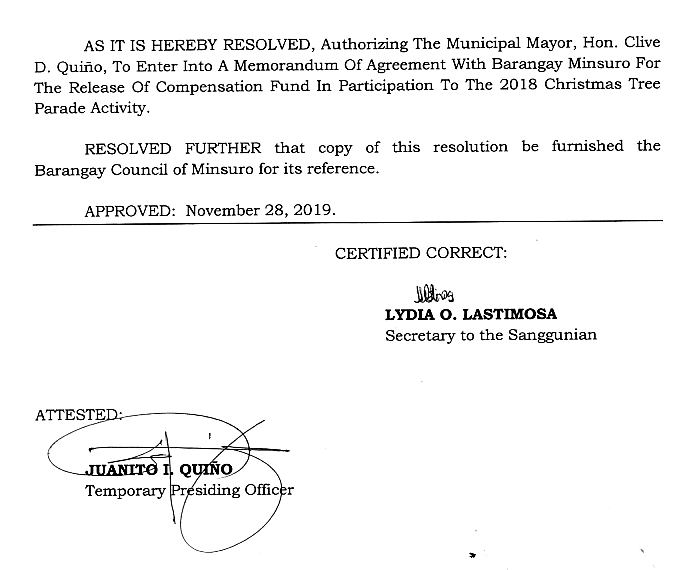 AS IT IS HEREBY RESOLVED, Authorizing The Municipal Mayor, Hon. Clive
D. Quiño, To Enter Into A Memorandum Of Agreement With Barangay Minsuro For
The Release Of Compensation Fund In Participation To The 2018 Christmas Tree
Parade Activity.
RESOLVED FURTHER that copy of this resolution be furnished the
Barangay Council of Minsuro for its reference.
APPROVED: November 28, 2019.
CERTIFIED CORRECT:
LYDIA O. LASTIMOSA
Secretary to the Sanggunian
ATTESTED:
JUANITO I. QUIÑO
Temporary Presiding Officer